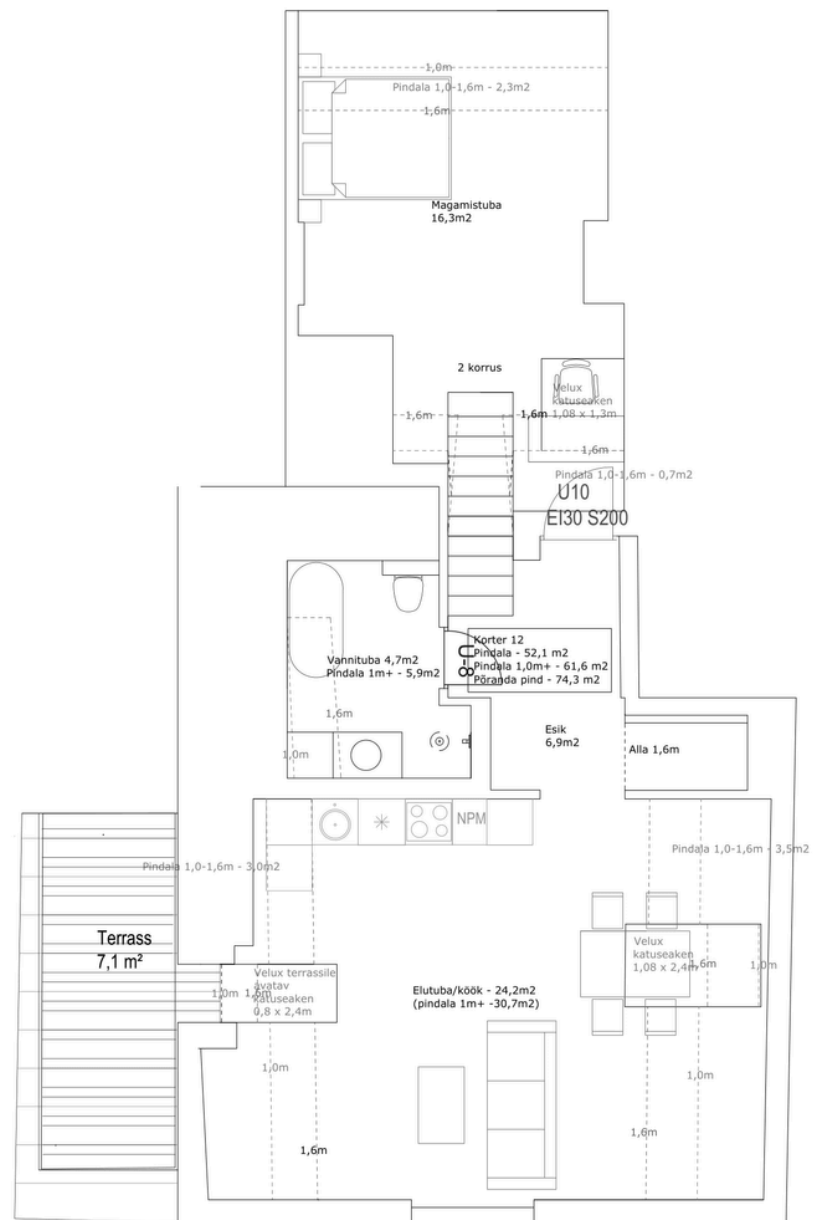 1,0m
Pindala 1,0-1,6m - 2,3m2
1,6m
Magamistuba
16,3m2
2 korrus
Velux
katuseaken
1,08 x 1,3m
1,6m
1,6m
1,6m
Pindala 1,0-1,6m - 0,7m2
U10
EI30 S200
Korter 12
Pindala - 52,1 m2
Pindala 1,0m+ - 61,6 m2
Põranda pind - 74,3 m2
U-8
Vannituba 4,7m2
Pindala 1m+ - 5,9m2
1,6m
1,0m
Esik
6,9m2
Alla 1,6m
NPM
Pindala 1,0-1,6m - 3,0m2
Pindala 1,0-1,6m - 3,5m2
Terrass
7,1 m²
Velux terrassile
avatav
katuseaken
0,8 x 2,4m
1,0m
1,6m
Velux
katuseaken
1,08 x 2,4m
1,6m
1,0m
Elutuba/köök - 24,2m2
(pindala 1m+ -30,7m2)
1,0m
1,0m
1,6m
1,6m